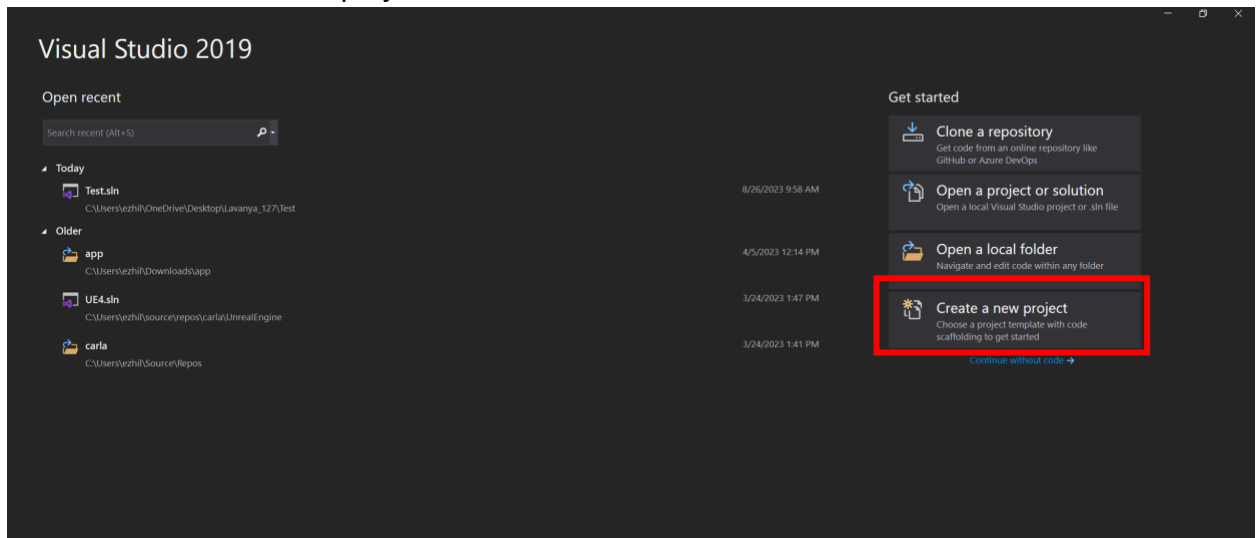 Visual Studio 2019
Open recent
Search recent (Alt+S)
Today
Test.sln
8/26/2023 9:58 AM
C:\Users\ezhil\OneDrive\Desktop\Lavanya_127\Test
Older
app
4/5/2023 12:14 PM
C:\Users\ezhil\Downloads\app
UE4.sln
3/24/2023 1:47 PM
C:\Users\ezhil\source\repos\carla\UnrealEngine
carla
3/24/2023 1:41 PM
C:\Users\ezhil\Source\Repos
Get started
Clone a repository
Get code from an online repository like
GitHub or Azure DevOps
Open a project or solution
Open a local Visual Studio project or .sln file
Open a local folder
Navigate and edit code within any folder
Create a new project
Choose a project template with code
scaffolding to get started
Continue without code →